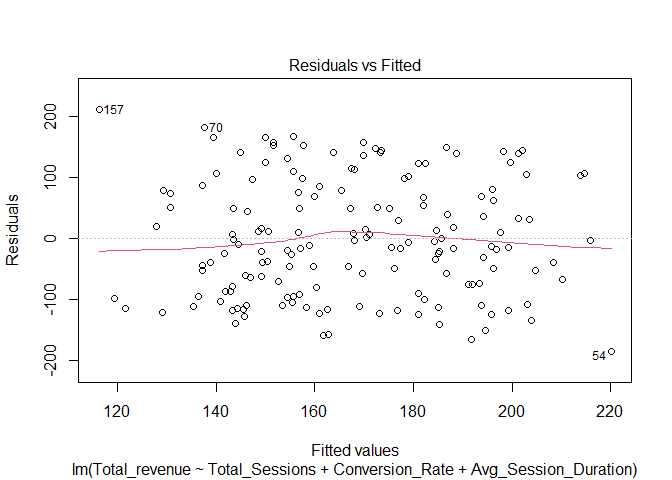 Residuals vs Fitted
Residuals
200
100
0
-100
-200
157
70
54
120 140 160 180 200 220
Fitted values
lm(Total_revenue ~ Total_Sessions + Conversion_Rate + Avg_Session_Duration)